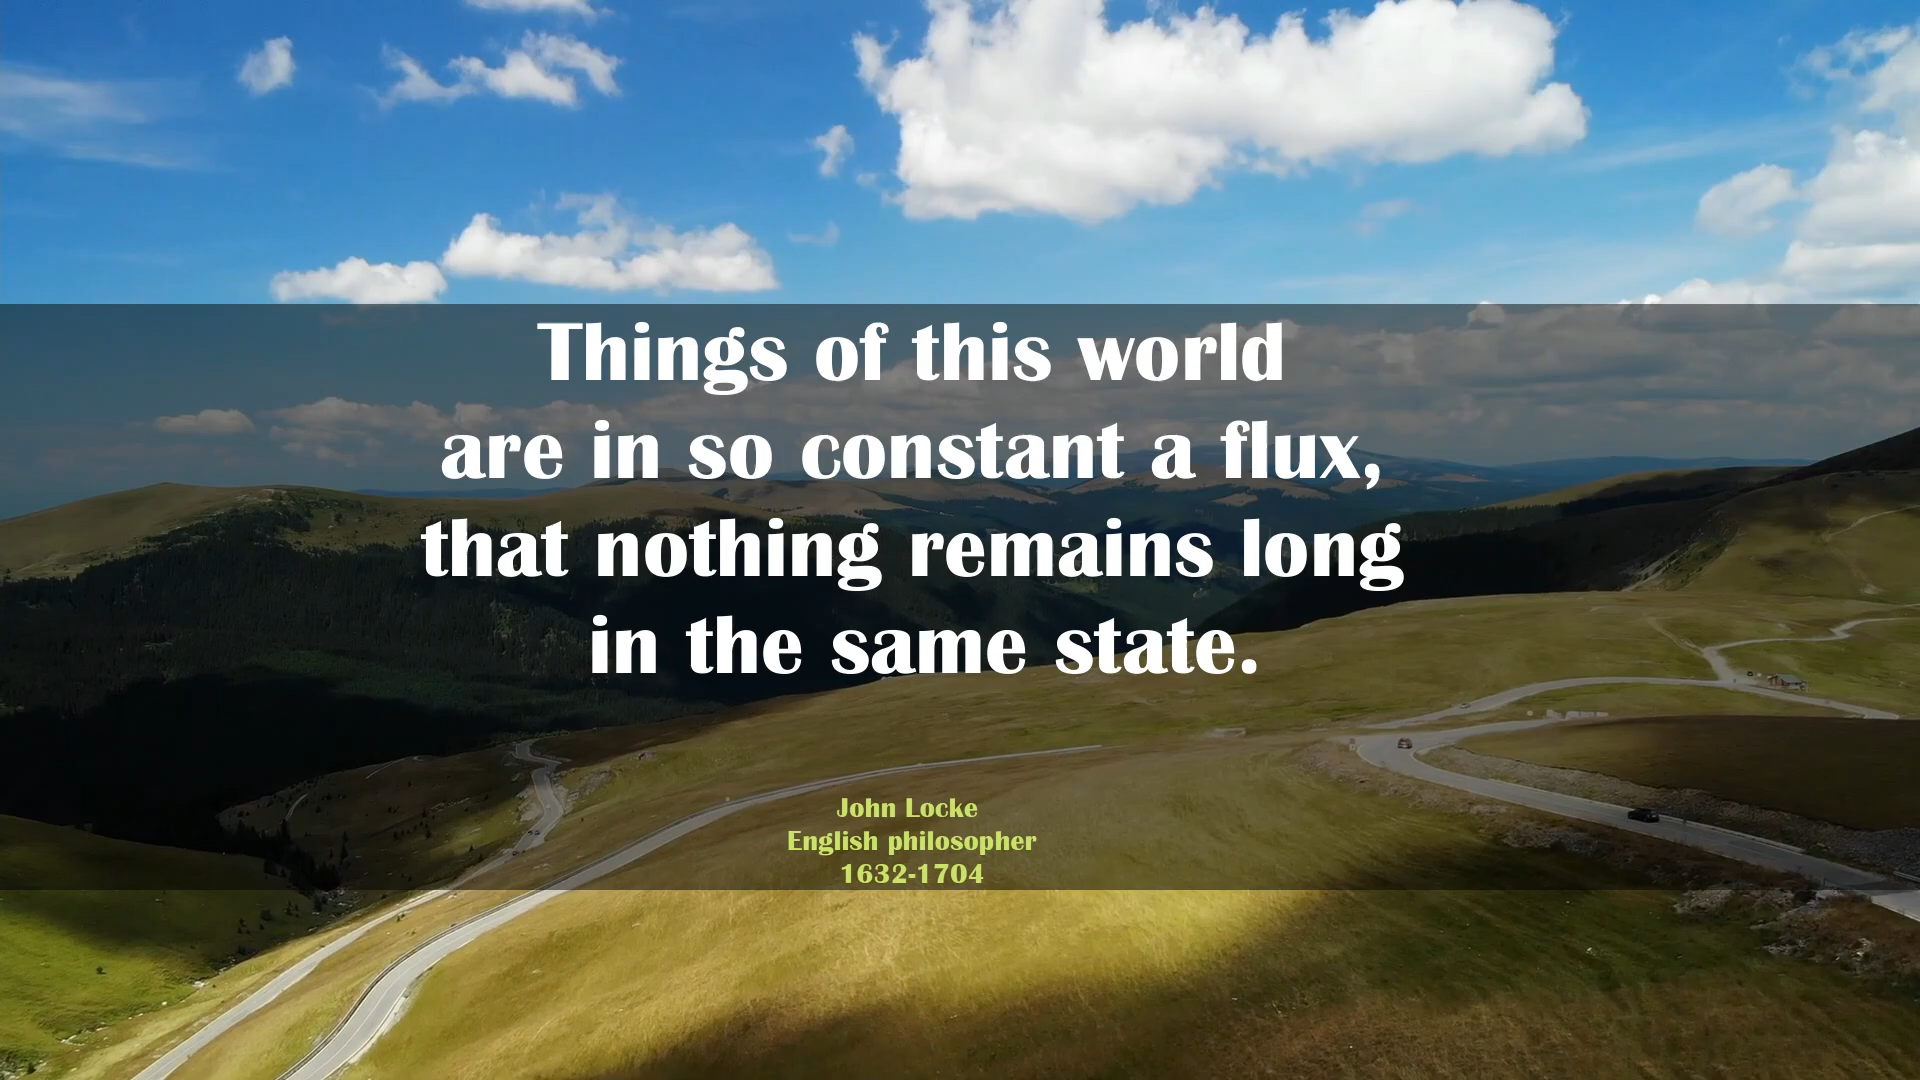 Things of this world
are in so constant a flux,
that nothing remains long
in the same state.
John Locke
English philosopher
1632-1704